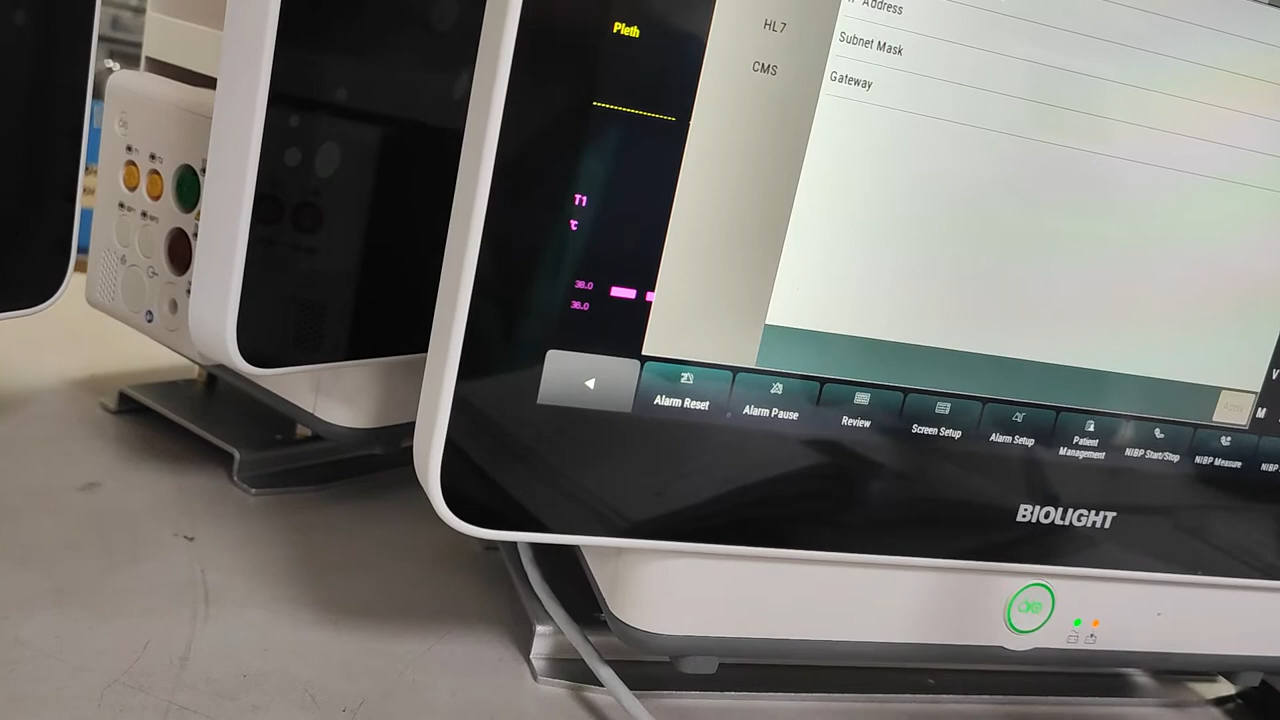 Pleth
HL7
CMS
Address
Subnet Mask
Gateway
T1
°C
38.0
36.0
Alarm Reset
Alarm Pause
Review
Screen Setup
Alarm Setup
Patient
Management
NIBP Start/Stop
NIBP Measure
BIOLIGHT